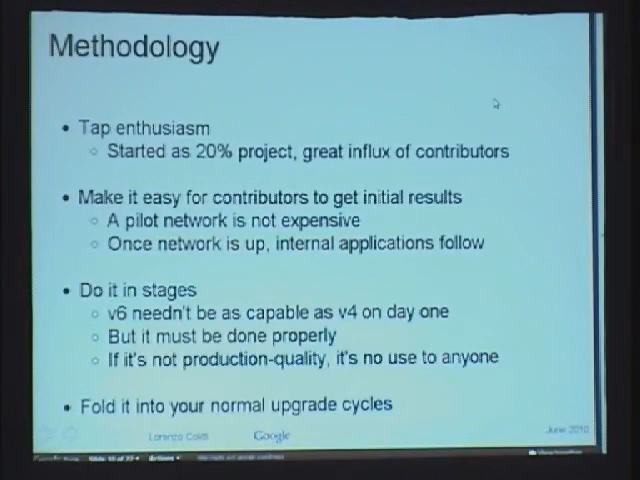 Methodology
• Tap enthusiasm
○ Started as 20% project, great influx of contributors
• Make it easy for contributors to get initial results
○ A pilot network is not expensive
○ Once network is up, internal applications follow
• Do it in stages
○ v6 needn't be as capable as v4 on day one
○ But it must be done properly
○ If it's not production-quality, it's no use to anyone
• Fold it into your normal upgrade cycles
Lorenzo Colitti Google June 2010